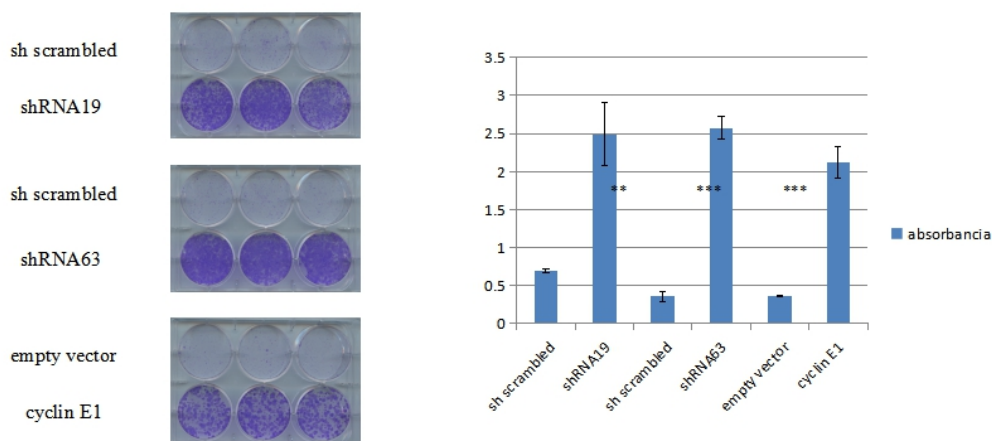 sh scrambled
shRNA19
sh scrambled
shRNA63
empty vector
cyclin E1
3.5
3
2.5
2
1.5
1
0.5
0
**
***
***
sh scrambled
shRNA19
sh scrambled
shRNA63
empty vector
cyclin E1
absorbancia